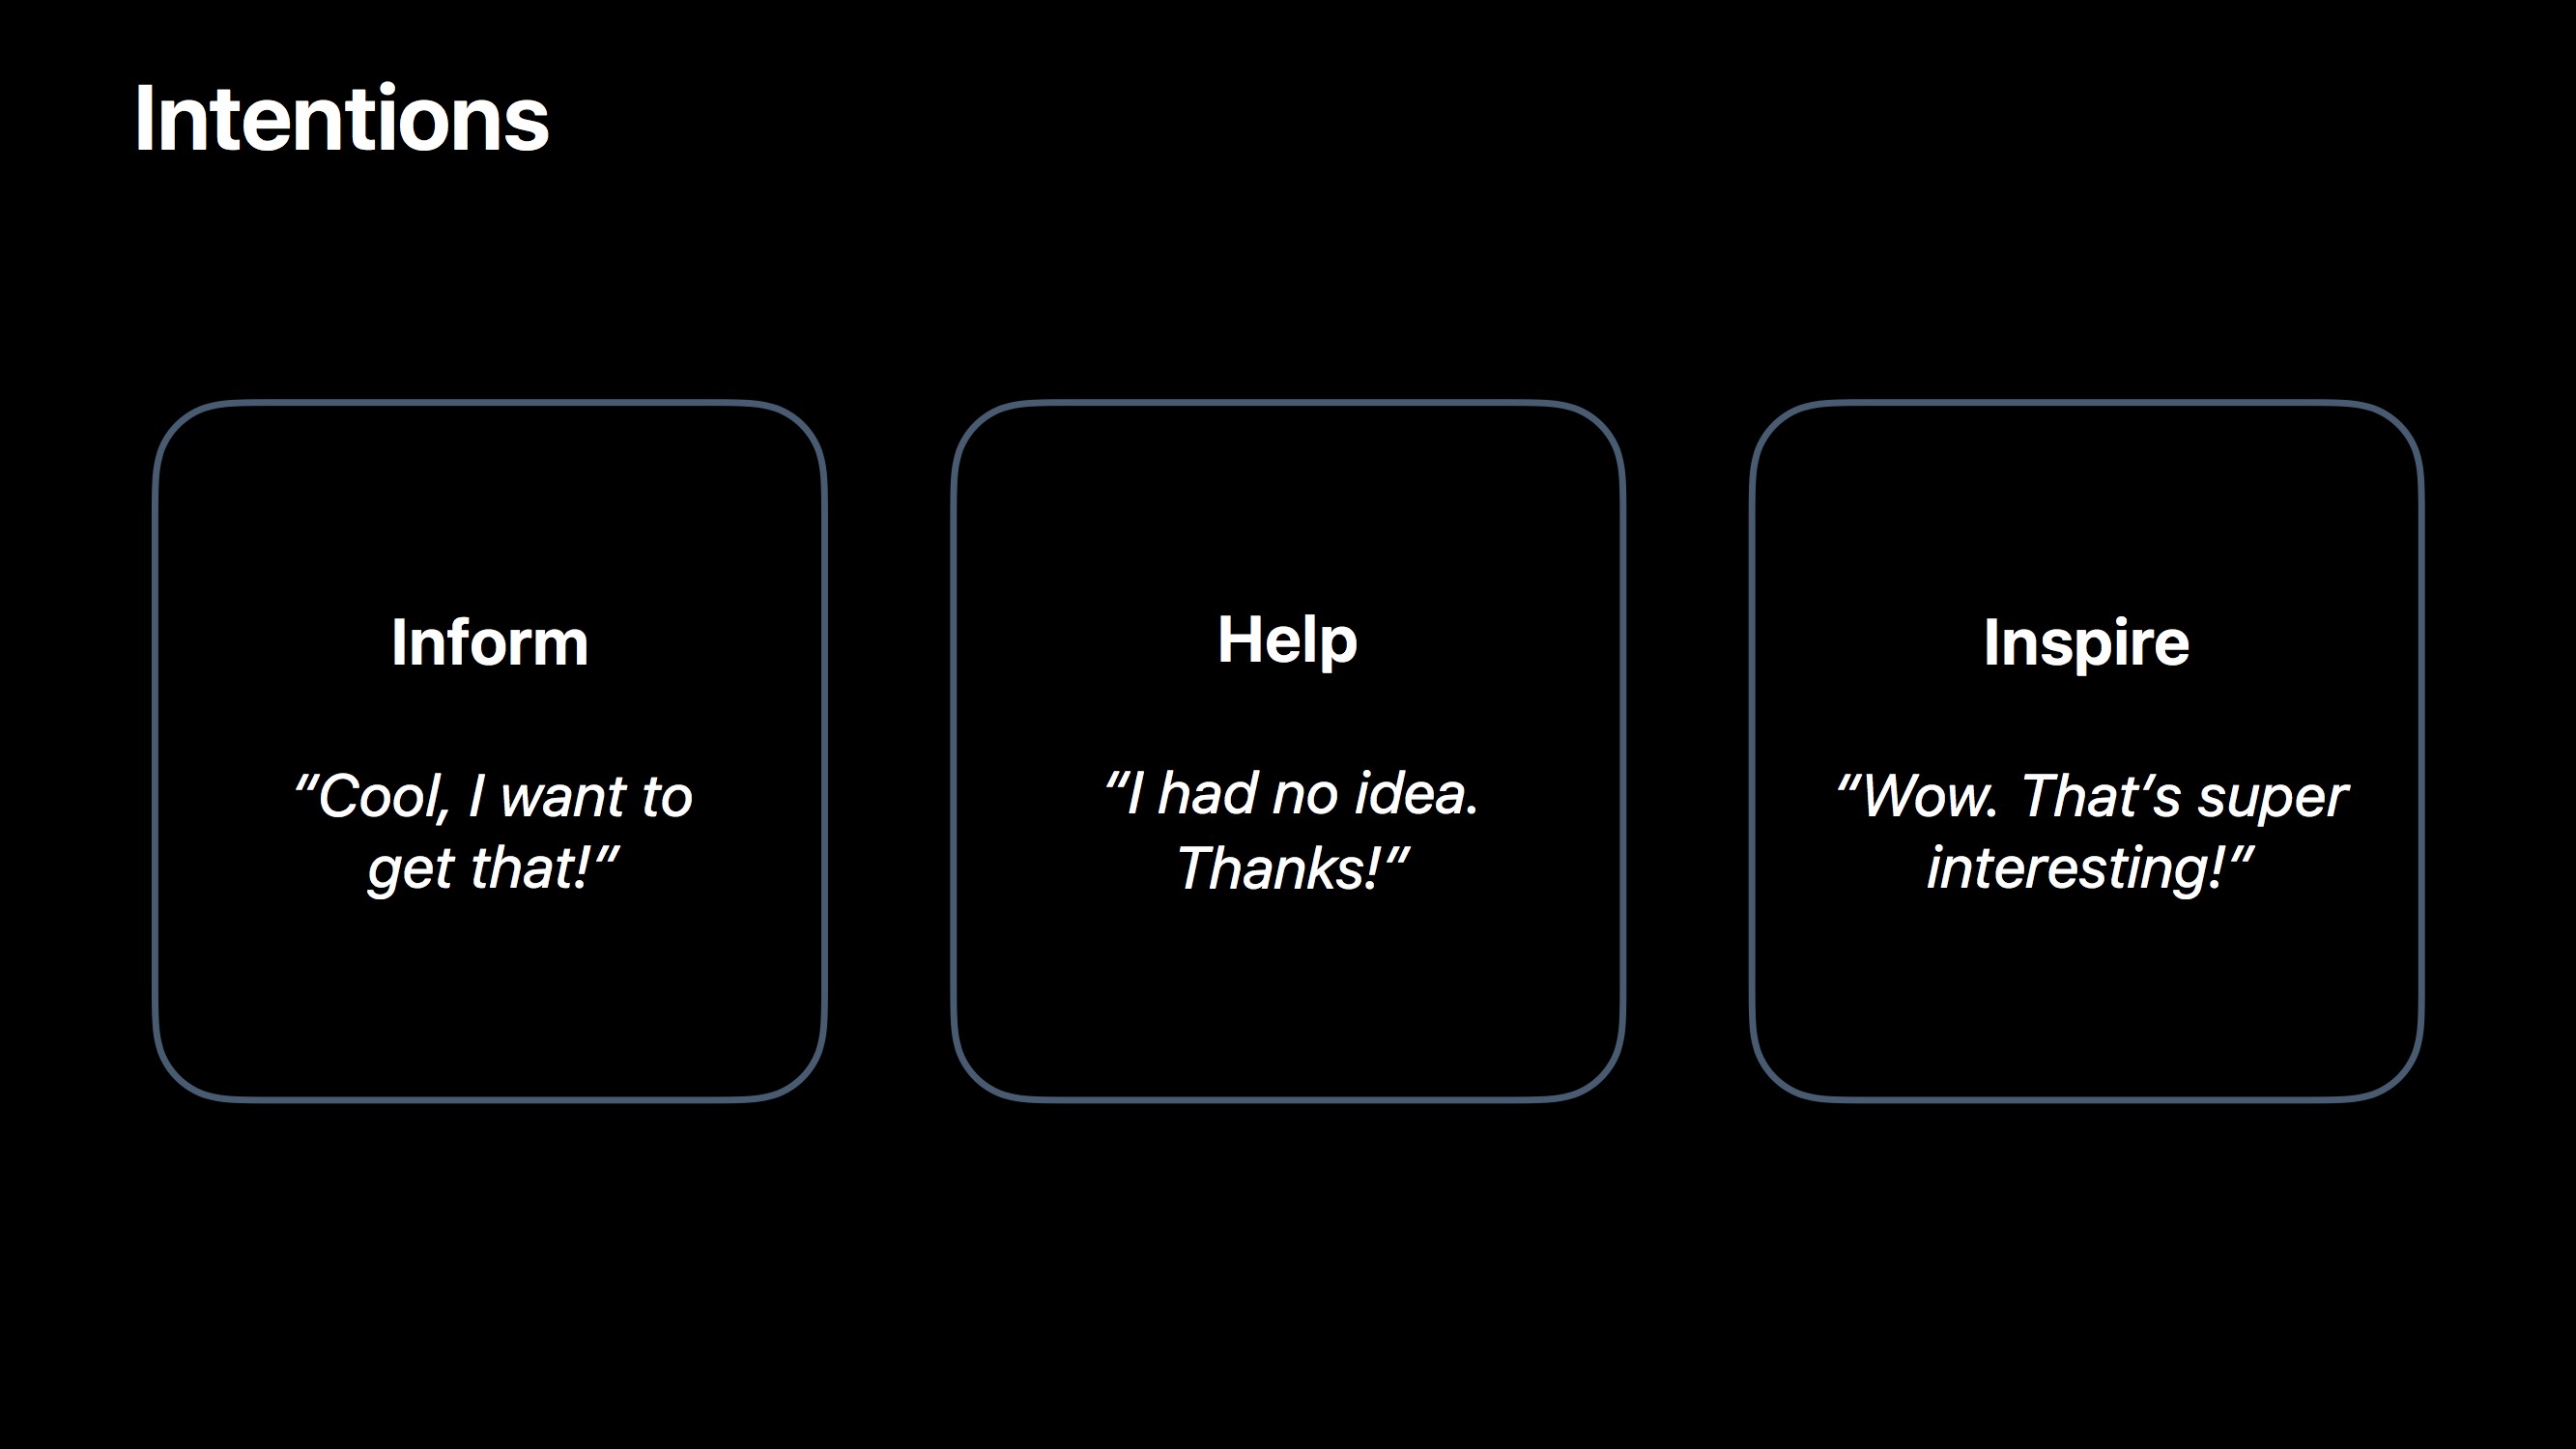 Intentions
Inform
“Cool, I want to
get that!”
Help
“I had no idea.
Thanks!”
Inspire
“Wow. That’s super
interesting!”